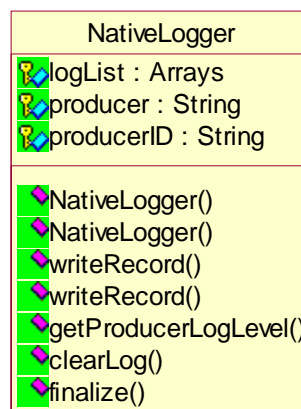 NativeLogger
logList : Arrays
producer : String
producerID : String
NativeLogger()
NativeLogger()
writeRecord()
writeRecord()
getProducerLogLevel()
clearLog()
finalize()